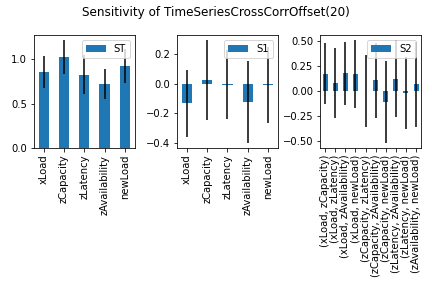 Sensitivity of TimeSeriesCrossCorrOffset(20)
ST
1.0
0.5
0.0
xLoad
zCapacity
zLatency
zAvailability
newLoad
S1
0.2
0.0
−0.2
−0.4
xLoad
zCapacity
zLatency
zAvailability
newLoad
S2
0.50
0.25
0.00
−0.25
−0.50
(xLoad, zCapacity)
(xLoad, zLatency)
(xLoad, zAvailability)
(xLoad, newLoad)
(zCapacity, zLatency)
(zCapacity, zAvailability)
(zCapacity, newLoad)
(zLatency, zAvailability)
(zLatency, newLoad)
(zAvailability, newLoad)